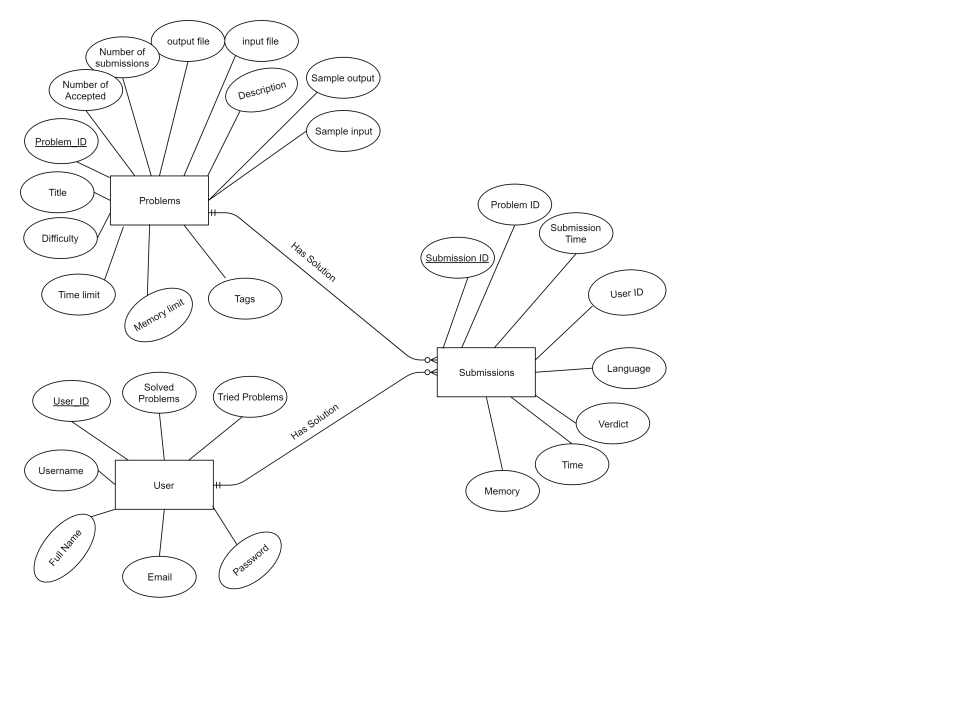 output file
input file
Number of
submissions
Sample output
Number of
Accepted
Description
Sample input
Problem_ID
Title
Problems
Difficulty
Time limit
Memory limit
Tags
Has Solution
Problem ID
Submission
Time
Submission ID
User ID
Submissions
Language
Verdict
Time
Memory
Has Solution
User_ID
Solved
Problems
Tried Problems
Username
User
Full Name
Email
Password